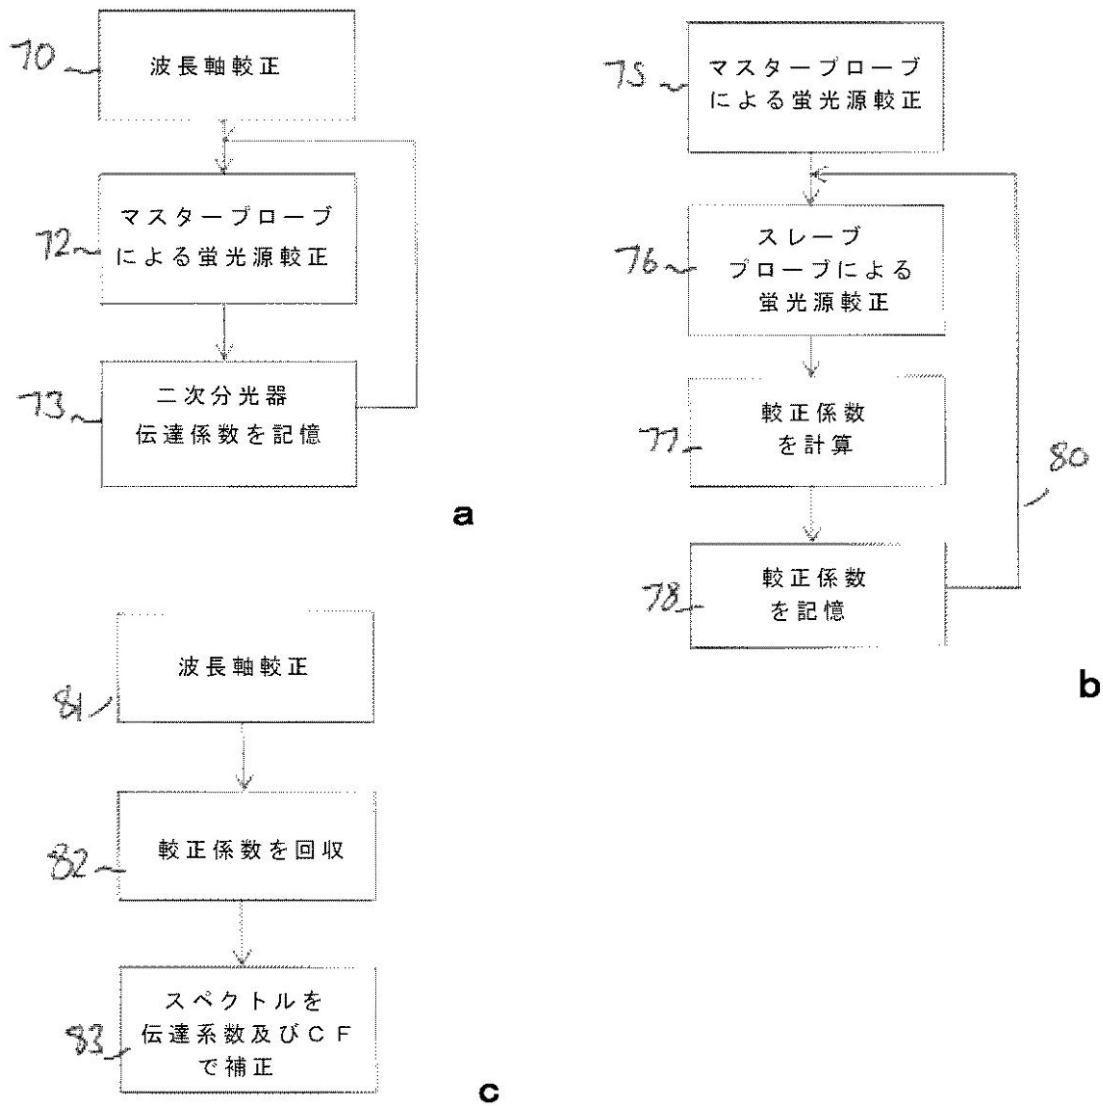 70
波長軸較正
72
マスタープローブ
による蛍光源較正
73
二次分光器
伝達係数を記憶
a
75
マスタープローブ
による蛍光源較正
76
スレーブ
プローブによる
蛍光源較正
77
較正係数
を計算
78
較正係数
を記憶
80
b
81
波長軸較正
82
較正係数を回収
83
スペクトルを
伝達系数及びCF
で補正
c